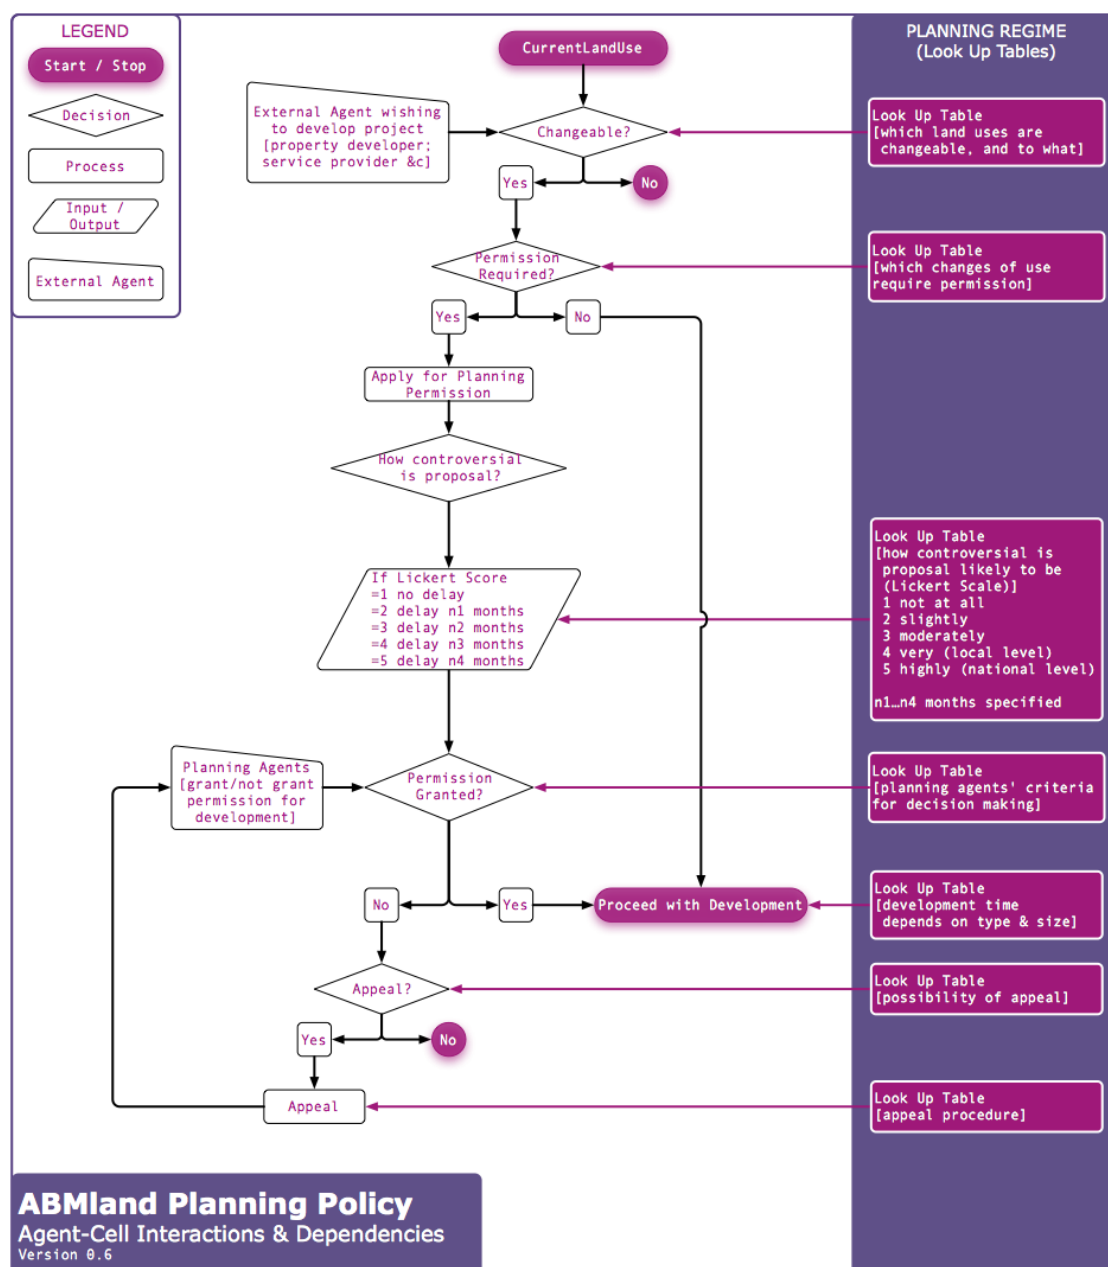 LEGEND
Start / Stop
Decision
Process
Input /
Output
External Agent
CurrentLandUse
External Agent wishing
to develop project
[property developer;
service provider &c]
Changeable?
Yes
No
Permission
Required?
Yes
No
Apply for Planning
Permission
How controversial
is proposal?
If Lickert Score
=1 no delay
=2 delay n1 months
=3 delay n2 months
=4 delay n3 months
=5 delay n4 months
Planning Agents
[grant/not grant
permission for
development]
Permission
Granted?
No
Yes
Proceed with Development
Appeal?
Yes
No
Appeal
PLANNING REGIME
(Look Up Tables)
Look Up Table
[which land uses are
changeable, and to what]
Look Up Table
[which changes of use
require permission]
Look Up Table
[how controversial is
proposal likely to be
(Lickert Scale)]
1 not at all
2 slightly
3 moderately
4 very (local level)
5 highly (national level)
n1…n4 months specified
Look Up Table
[planning agents' criteria
for decision making]
Look Up Table
[development time
depends on type & size]
Look Up Table
[possibility of appeal]
Look Up Table
[appeal procedure]
ABMland Planning Policy
Agent-Cell Interactions & Dependencies
Version 0.6